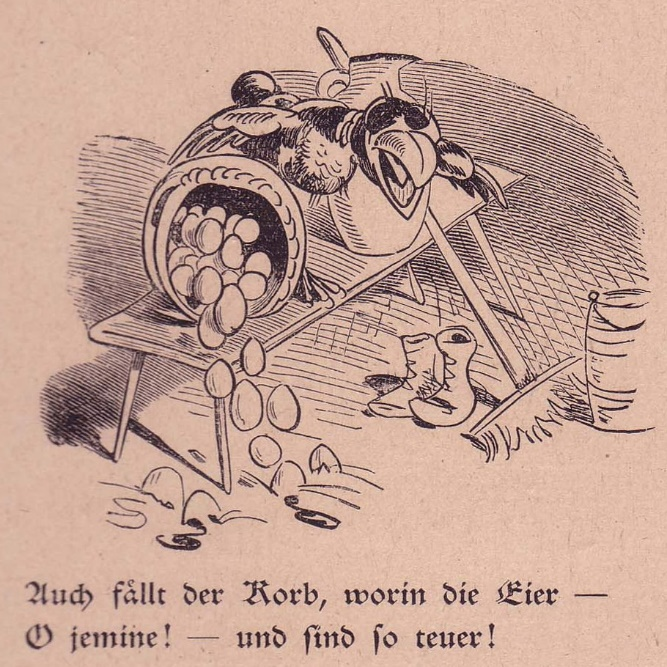 Auch fällt der Korb, worin die Eier —
O jemine! — und sind so teuer!